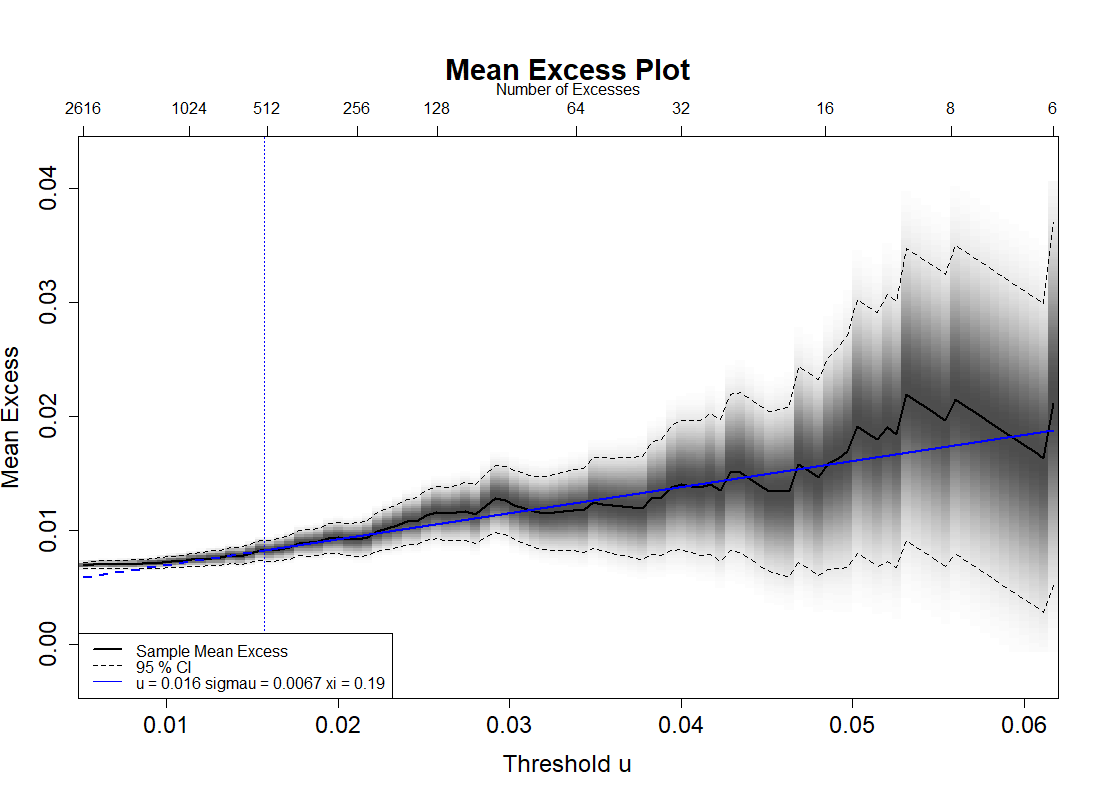 Mean Excess Plot
Number of Excesses
2616 1024 512 256 128 64 32 16 8 6
Mean Excess
0.04
0.03
0.02
0.01
0.00
Sample Mean Excess
95 % CI
u = 0.016 sigmau = 0.0067 xi = 0.19
0.01 0.02 0.03 0.04 0.05 0.06
Threshold u